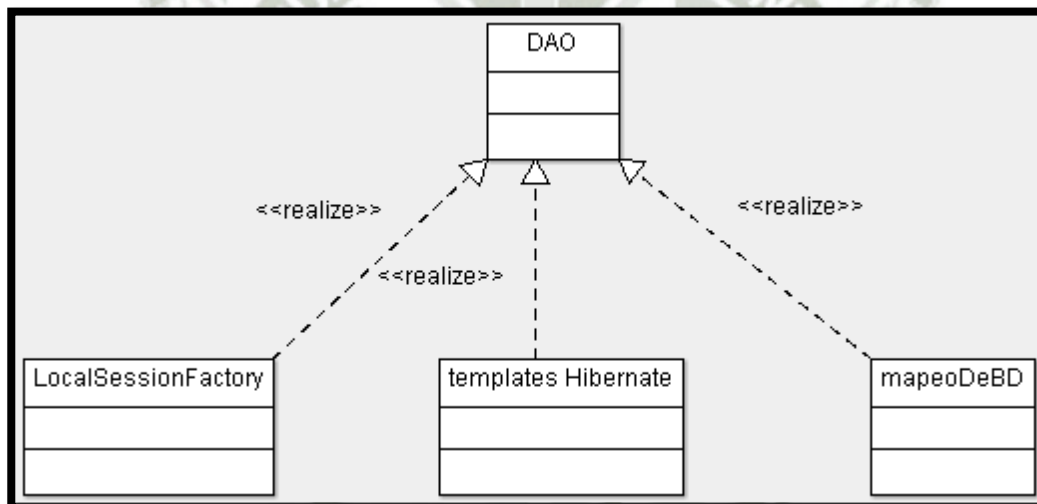 DAO
<<realize>>
<<realize>>
<<realize>>
LocalSessionFactory
templates Hibernate
mapeoDeBD